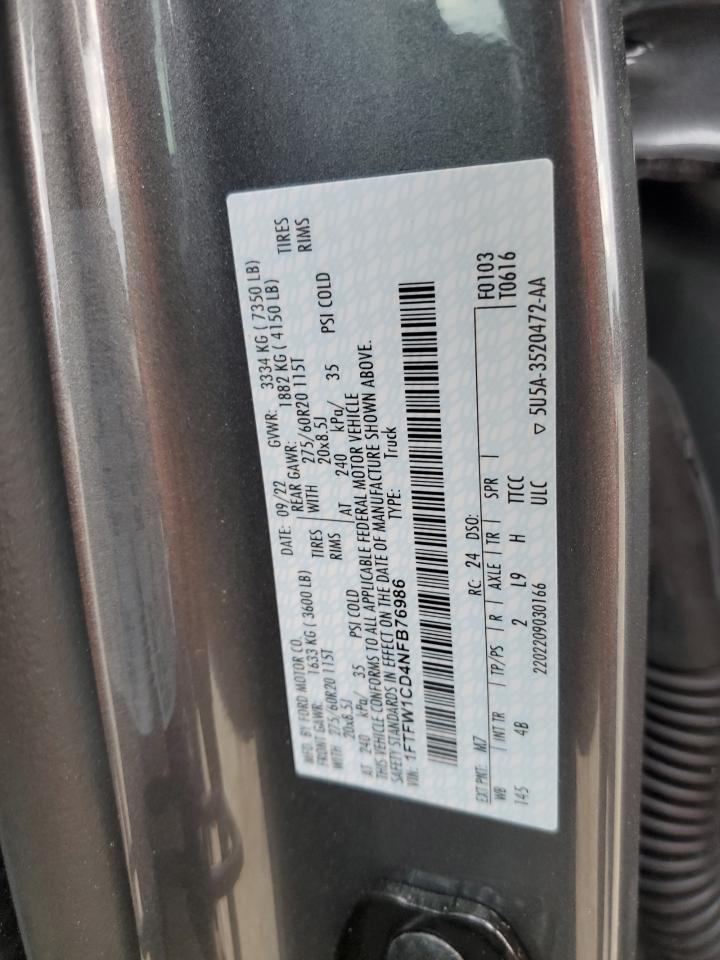 MFD. BY FORD MOTOR CO. DATE: 09/22 GVWR: 3334 KG ( 7350 LB)
FRONT GAWR: 1633 KG ( 3600 LB) REAR GAWR: 1882 KG ( 4150 LB)
WITH 275/60R20 115T TIRES WITH 275/60R20 115T TIRES
20x8.5J RIMS 20x8.5J RIMS
AT 240 kPa/ 35 PSI COLD AT 240 kPa/ 35 PSI COLD
THIS VEHICLE CONFORMS TO ALL APPLICABLE FEDERAL MOTOR VEHICLE
SAFETY STANDARDS IN EFFECT ON THE DATE OF MANUFACTURE SHOWN ABOVE.
VIN: 1FTFW1CD4NFB76986 TYPE: Truck
F0103
EXT PNT: M7 RC: 24 DSO: T0616
WB INT TR TP/PS R AXLE TR SPR
145 4B 2 L9 H TTCC
2202209030166 ULC ▽ 5U5A-3520472-AA